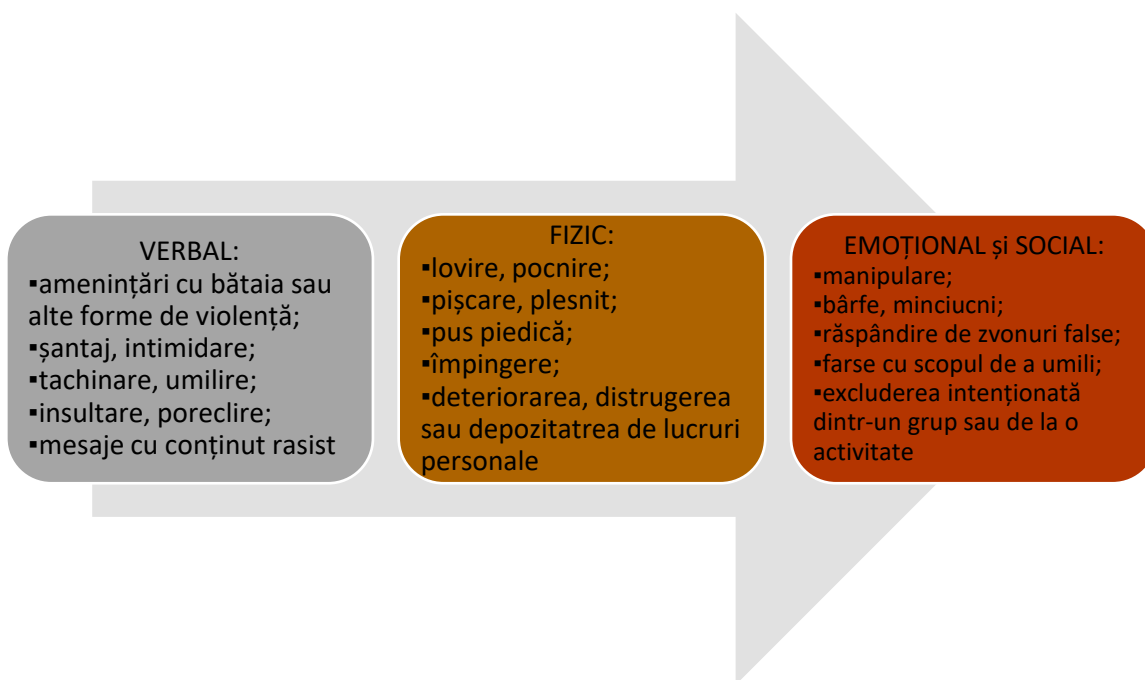 VERBAL:
▪amenințări cu bătaia sau
alte forme de violență;
▪șantaj, intimidare;
▪tachinare, umilire;
▪insultare, poreclire;
▪mesaje cu conținut rasist
FIZIC:
▪lovire, pocnire;
▪pișcare, plesnit;
▪pus piedică;
▪împingere;
▪deteriorarea, distrugerea
sau depozitatrea de lucruri
personale
EMOȚIONAL și SOCIAL:
▪manipulare;
▪bârfe, minciucni;
▪răspândire de zvonuri false;
▪farse cu scopul de a umili;
▪excluderea intenționată
dintr-un grup sau de la o
activitate